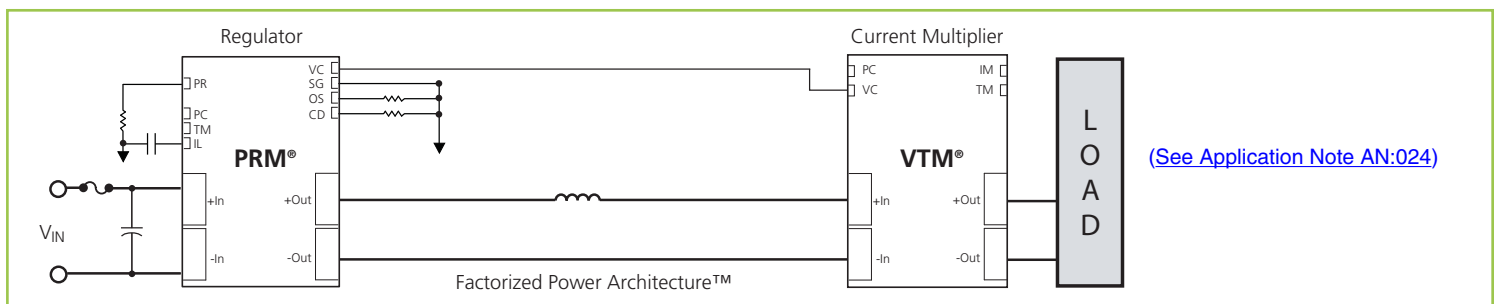 Regulator
Current Multiplier
VC
SG
OS
CD
PR
PC
TM
IL
PRM®
+In
-In
+Out
-Out
VIN
Factorized Power Architecture™
PC
VC
IM
TM
VTM®
+In
-In
+Out
-Out
LOAD
(See Application Note AN:024)